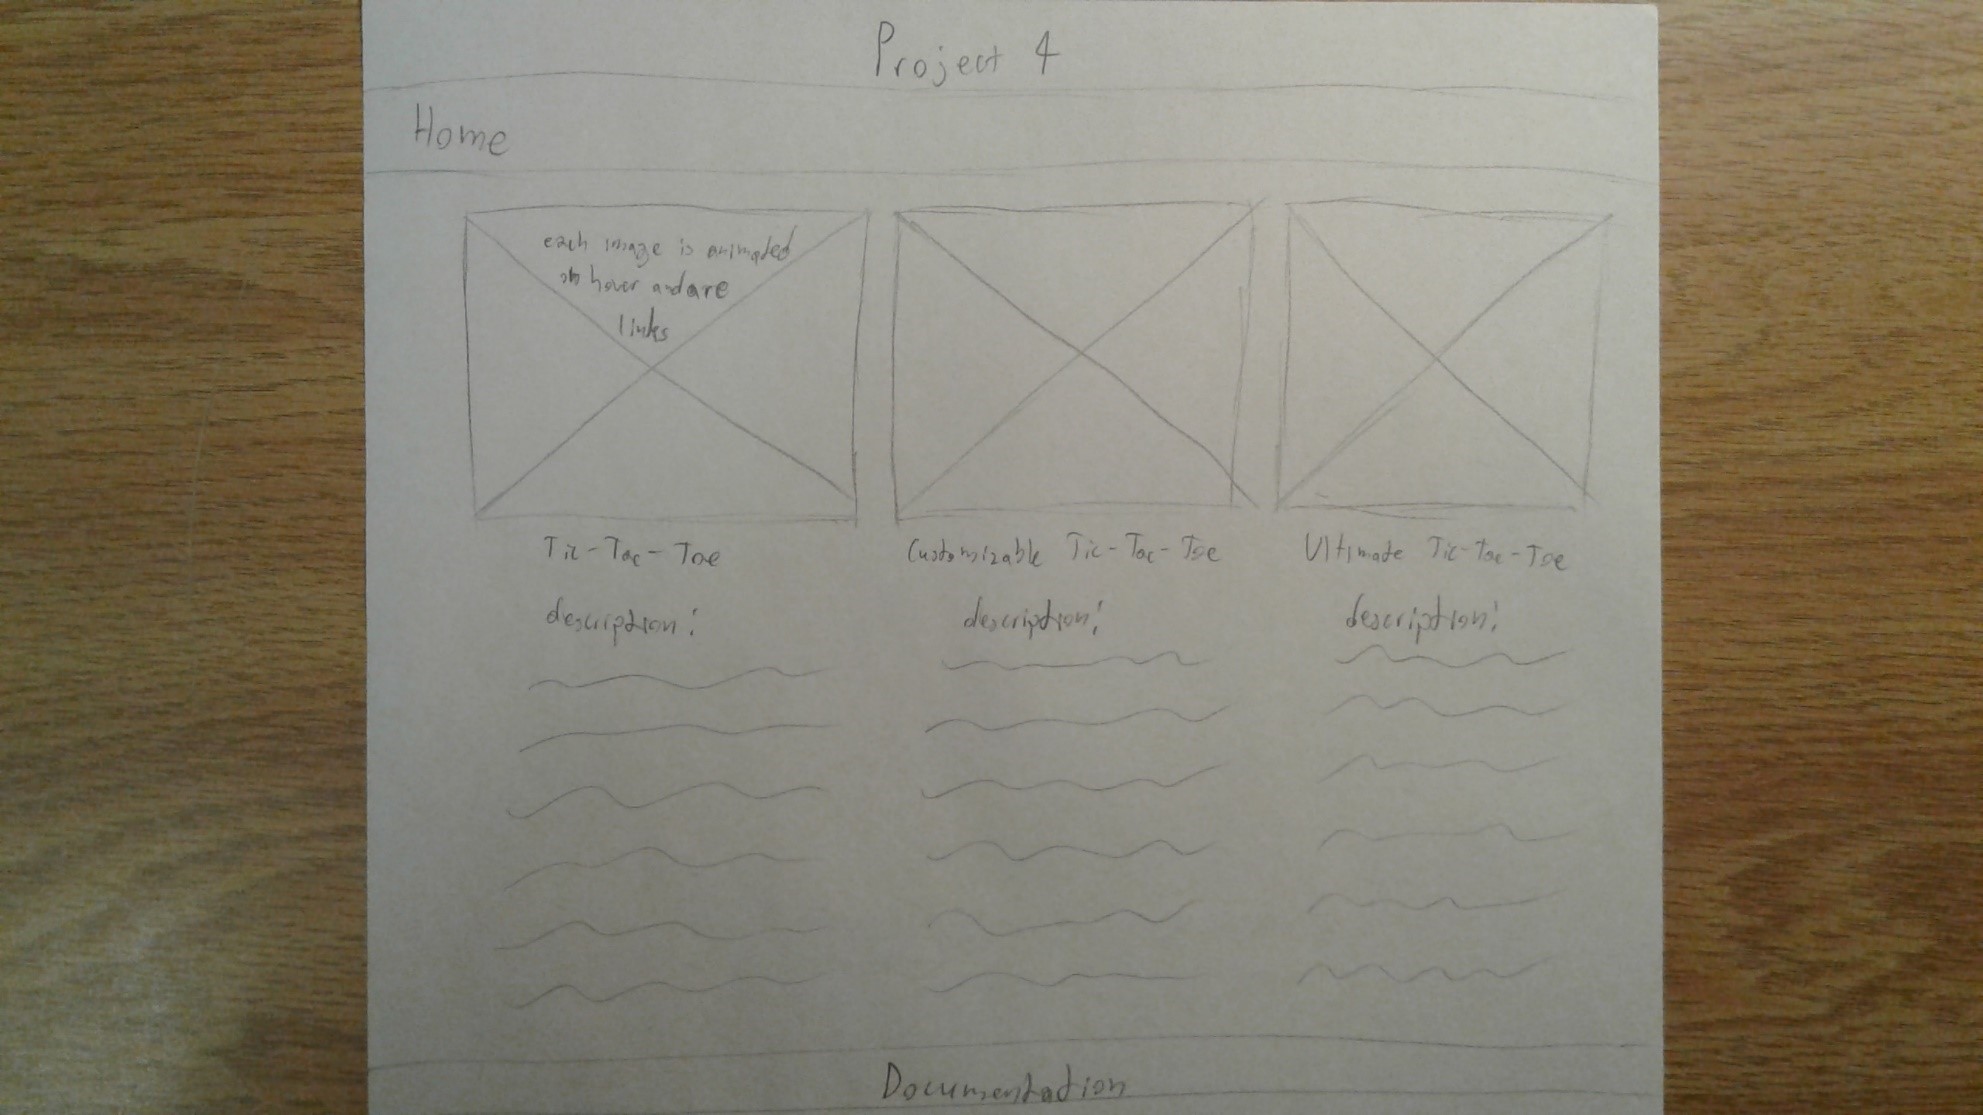 Project 4
Home
each image is animated
on hover and are
links
Tic-Tac-Toe
Customizable Tic-Tac-Toe
Ultimate Tic-Tac-Toe
description:
description:
description:
Documentation